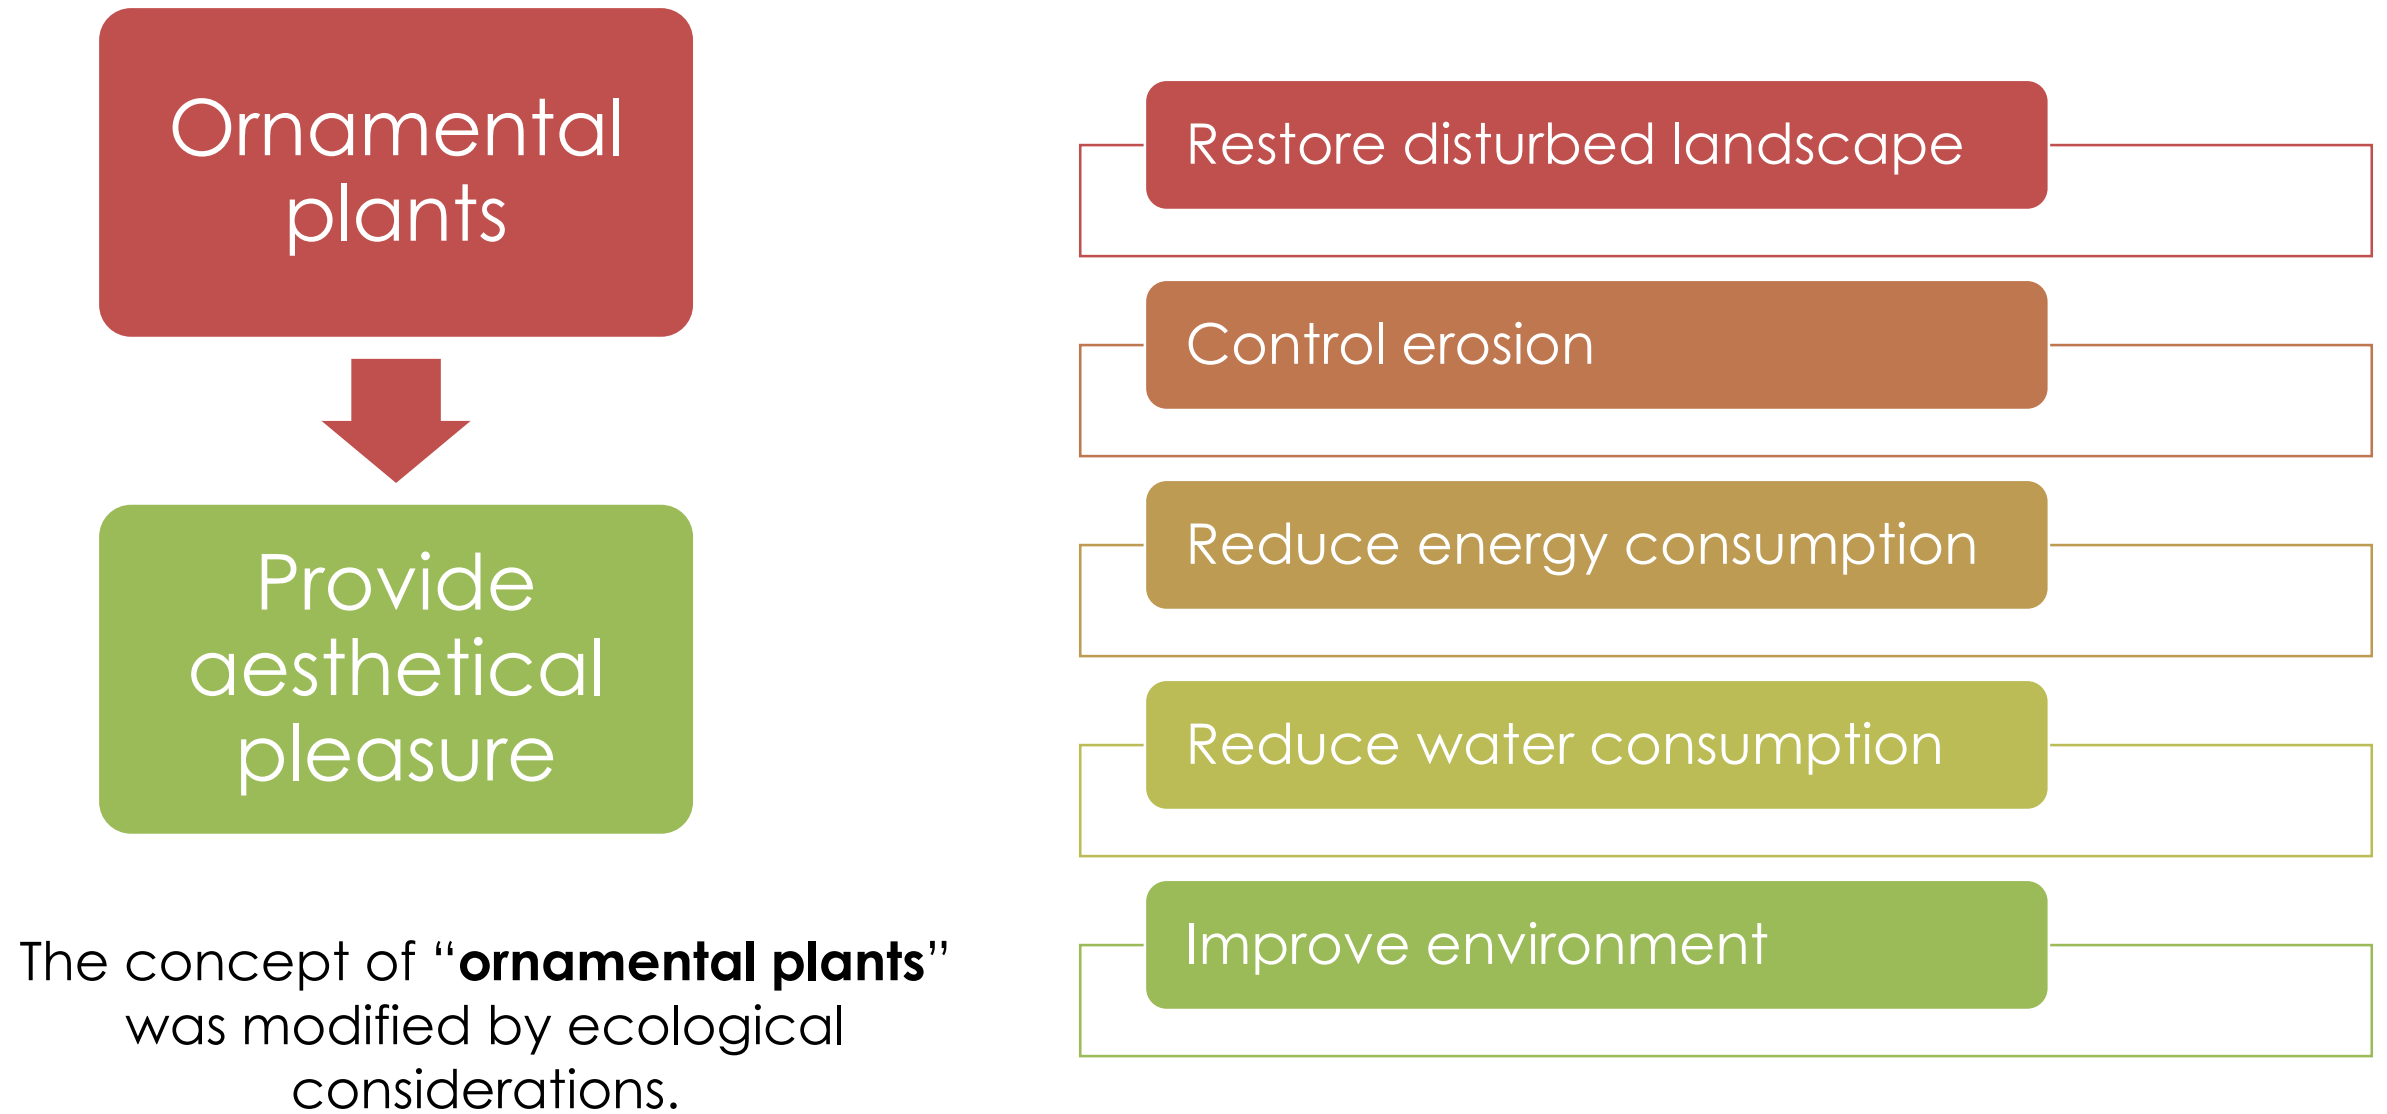 Ornamental
plants
Provide
aesthetical
pleasure
The concept of “ornamental plants”
was modified by ecological
considerations.
Restore disturbed landscape
Control erosion
Reduce energy consumption
Reduce water consumption
Improve environment